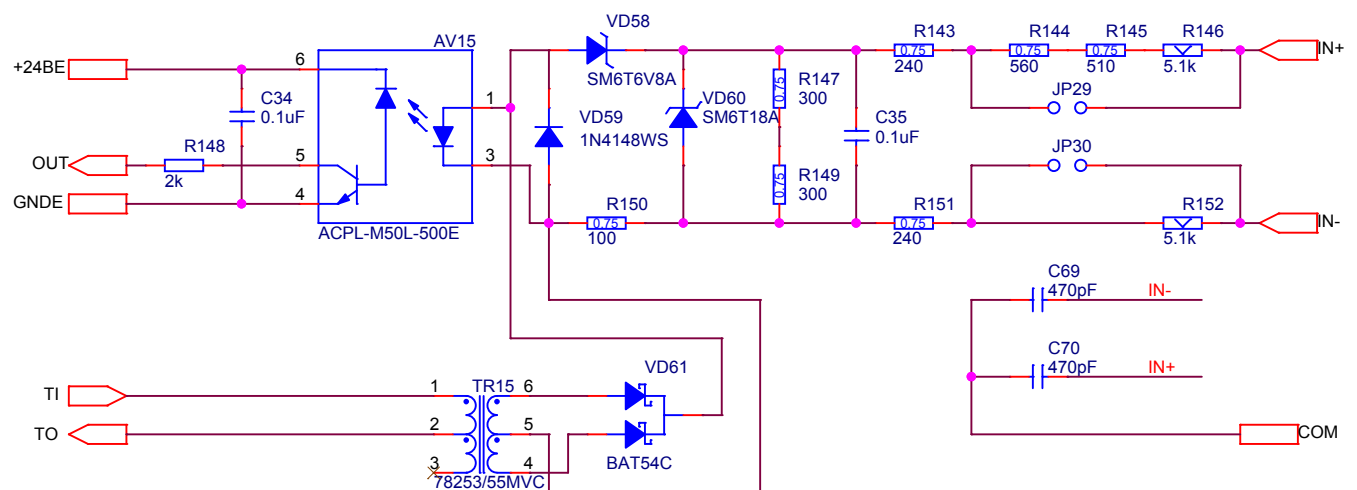 VD58
SM6T6V8A
R143
0.75
240
R144
0.75
560
R145
0.75
510
R146
5.1k
IN+
AV15
+24BE
6
C34
0.1uF
1
VD59
1N4148WS
VD60
SM6T18A
R147
0.75
300
C35
0.1uF
JP29
OUT
R148
2k
5
3
JP30
GNDE
4
ACPL-M50L-500E
R150
0.75
100
R149
0.75
300
R151
0.75
240
R152
5.1k
IN-
C69
470pF
IN-
C70
470pF
IN+
VD61
TI
1
TR15
6
TO
2
5
COM
3
4
BAT54C
78253/55MVC